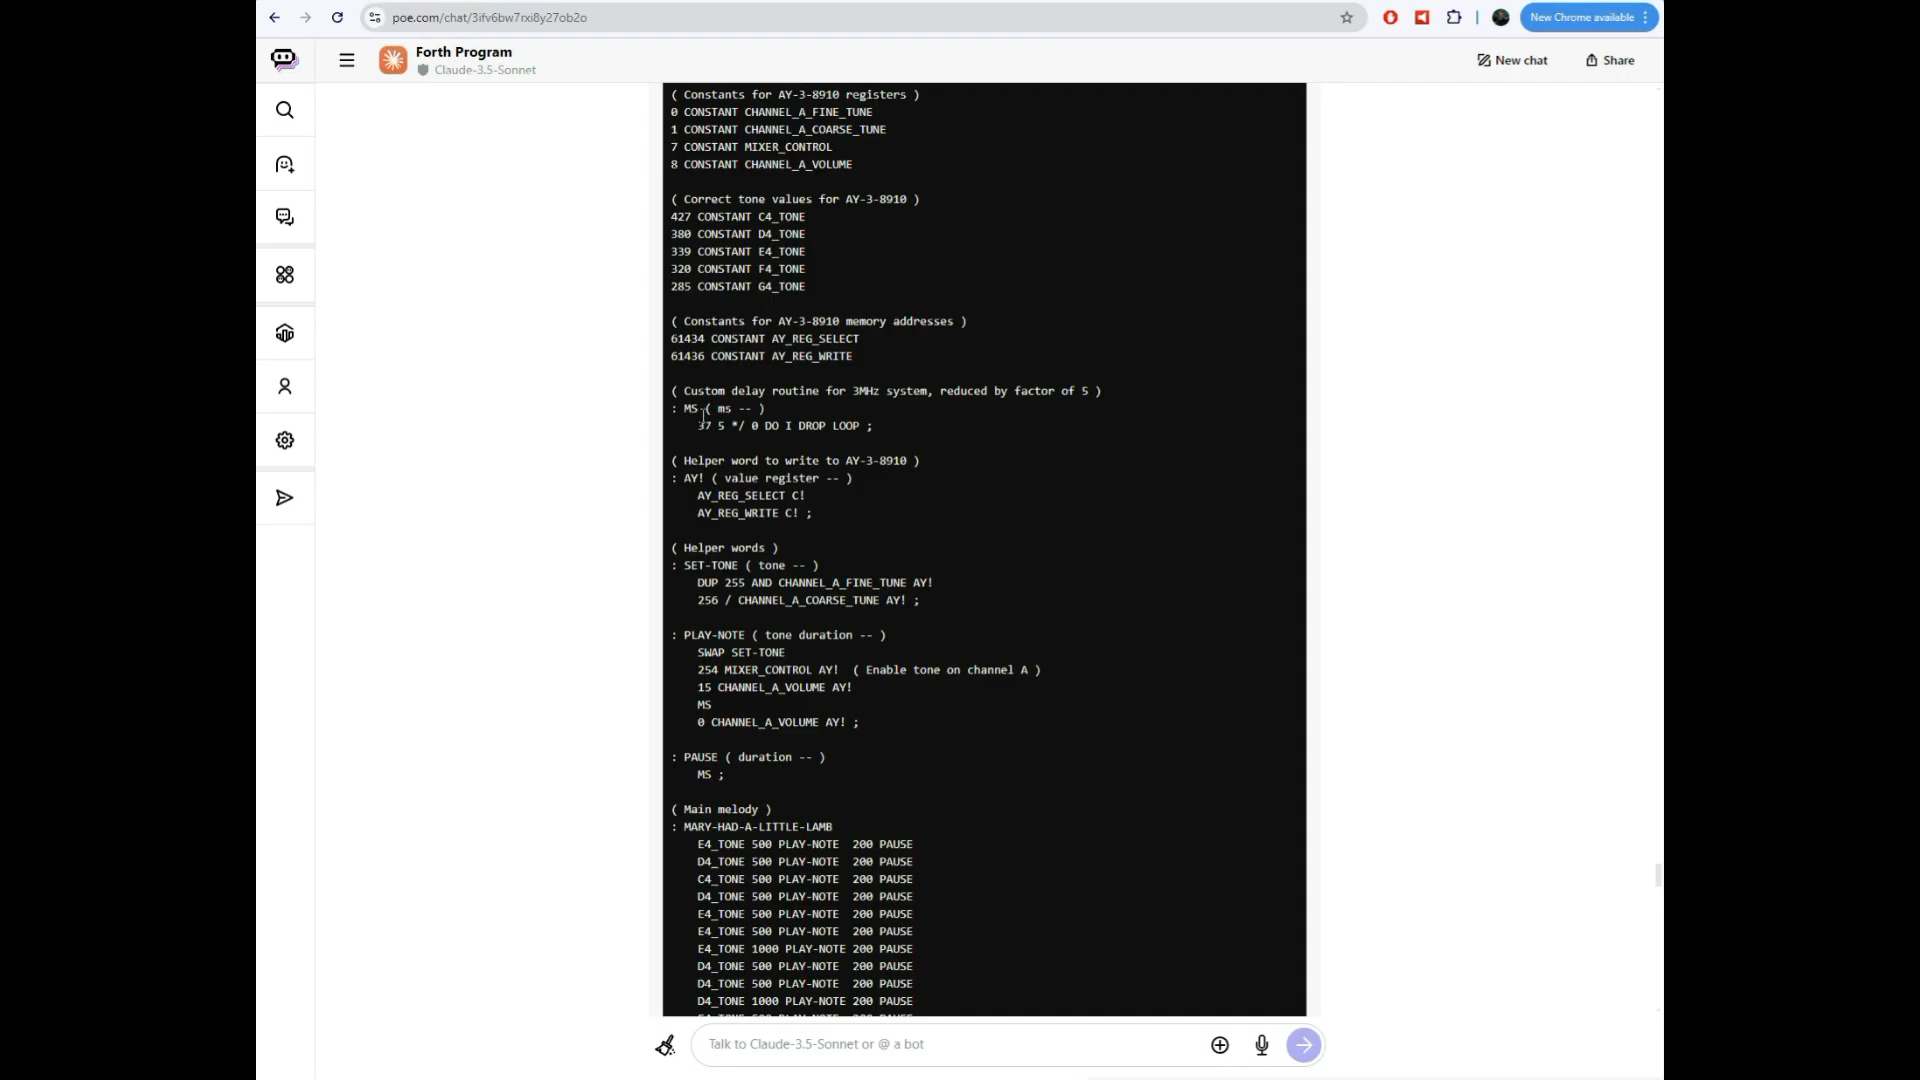 poe.com/chat/3ifv6bw7rxi8y27ob2o
New Chrome available
Forth Program
Claude-3.5-Sonnet
New chat
Share
( Constants for AY-3-8910 registers )
0 CONSTANT CHANNEL_A_FINE_TUNE
1 CONSTANT CHANNEL_A_COARSE_TUNE
7 CONSTANT MIXER_CONTROL
8 CONSTANT CHANNEL_A_VOLUME
( Correct tone values for AY-3-8910 )
427 CONSTANT C4_TONE
380 CONSTANT D4_TONE
339 CONSTANT E4_TONE
320 CONSTANT F4_TONE
285 CONSTANT G4_TONE
( Constants for AY-3-8910 memory addresses )
61434 CONSTANT AY_REG_SELECT
61436 CONSTANT AY_REG_WRITE
( Custom delay routine for 3MHz system, reduced by factor of 5 )
: MS ( ms -- )
37 5 */ 0 DO I DROP LOOP ;
( Helper word to write to AY-3-8910 )
: AY! ( value register -- )
AY_REG_SELECT C!
AY_REG_WRITE C! ;
( Helper words )
: SET-TONE ( tone -- )
DUP 255 AND CHANNEL_A_FINE_TUNE AY!
256 / CHANNEL_A_COARSE_TUNE AY! ;
: PLAY-NOTE ( tone duration -- )
SWAP SET-TONE
254 MIXER_CONTROL AY!  ( Enable tone on channel A )
15 CHANNEL_A_VOLUME AY!
MS
0 CHANNEL_A_VOLUME AY! ;
: PAUSE ( duration -- )
MS ;
( Main melody )
: MARY-HAD-A-LITTLE-LAMB
E4_TONE 500 PLAY-NOTE  200 PAUSE
D4_TONE 500 PLAY-NOTE  200 PAUSE
C4_TONE 500 PLAY-NOTE  200 PAUSE
D4_TONE 500 PLAY-NOTE  200 PAUSE
E4_TONE 500 PLAY-NOTE  200 PAUSE
E4_TONE 500 PLAY-NOTE  200 PAUSE
E4_TONE 1000 PLAY-NOTE 200 PAUSE
D4_TONE 500 PLAY-NOTE  200 PAUSE
D4_TONE 500 PLAY-NOTE  200 PAUSE
D4_TONE 1000 PLAY-NOTE 200 PAUSE
Talk to Claude-3.5-Sonnet or @ a bot